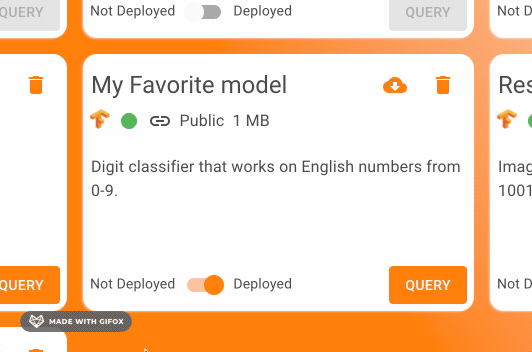 QUERY
Not Deployed
Deployed
QUERY
Not D
My Favorite model
Res
Public 1 MB
Digit classifier that works on English numbers from
0-9.
Imag
1001
QUERY
Not Deployed
Deployed
QUERY
Not D
MADE WITH GIFOX